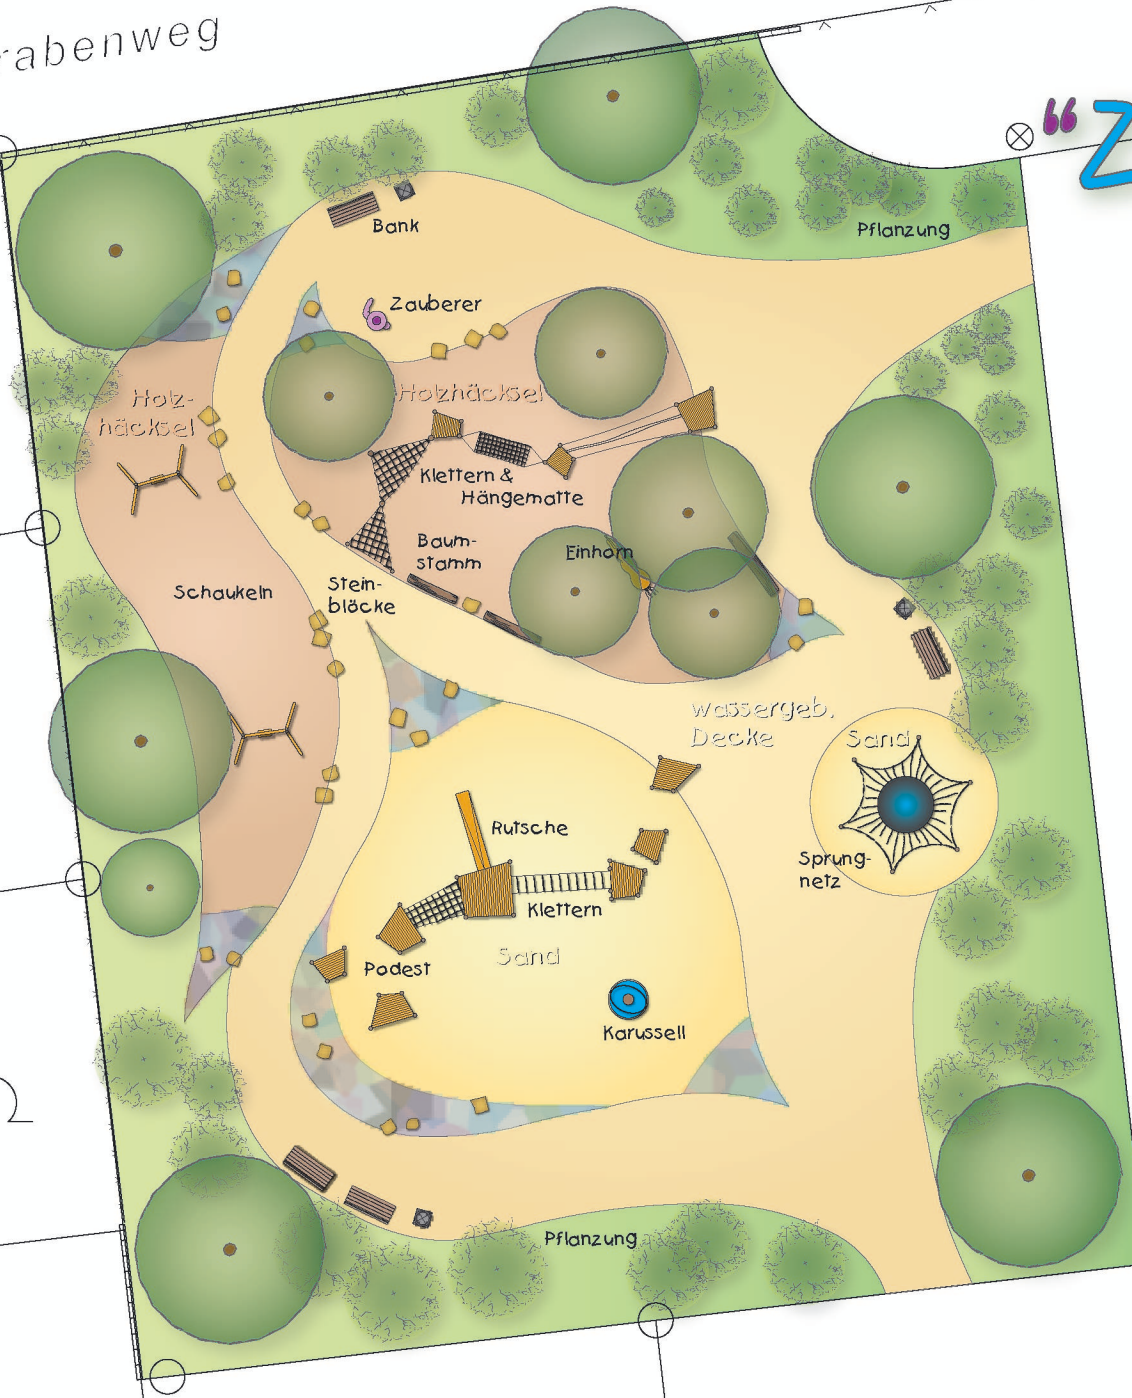 rabenweg
“Z
Bank
Pflanzung
Zauberer
Holz-
häcksel
Holzhäcksel
Klettern &
Hängematte
Baum-
stamm
Einhorn
Schaukeln
Stein-
blöcke
wassergeb.
Decke
Sand
Rutsche
Sprung-
netz
Klettern
Podest
Sand
Karussell
Pflanzung